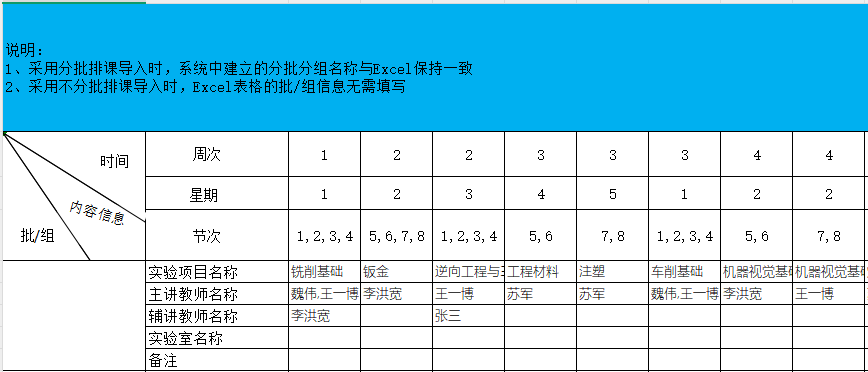 说明:
1、采用分批排课导入时，系统中建立的分批分组名称与Excel保持一致
2、采用不分批排课导入时，Excel表格的批/组信息无需填写
时间 周次 1 2 2 3 3 3 4 4
内容信息 星期 1 2 3 4 5 1 2 2
批/组 节次 1,2,3,4 5,6,7,8 1,2,3,4 5,6 7,8 1,2,3,4 5,6 7,8
实验项目名称 铣削基础 钣金 逆向工程与 工程材料 注塑 车削基础 机器视觉基 机器视觉基
主讲教师名称 魏伟,王一博 李洪宽 王一博 苏军 苏军 魏伟,王一博 李洪宽 王一博
辅讲教师名称 李洪宽 张三
实验室名称
备注